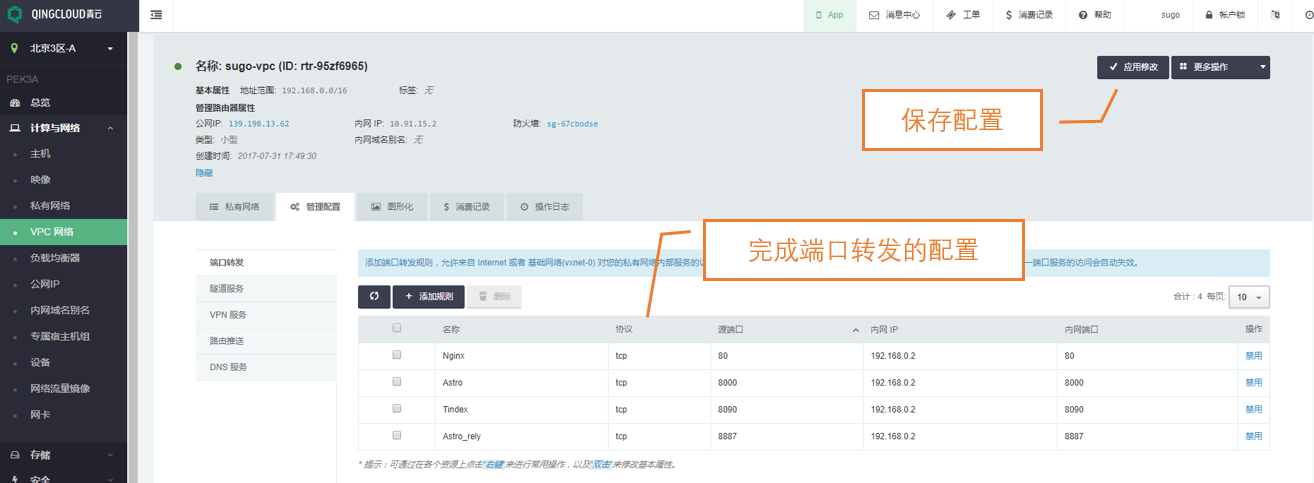 QINGCLOUD青云
App 消息中心 工单 $ 消费记录 帮助 sugo 帐户锁
北京3区-A
PEK3A
总览
计算与网络
主机
映像
私有网络
VPC 网络
负载均衡器
公网IP
内网域名别名
专属宿主机组
设备
网络流量镜像
网卡
存储
安全
名称: sugo-vpc (ID: rtr-95zf6965)
应用修改 更多操作
基本属性 地址范围: 192.168.0.0/16 标签: 无
管理路由器属性
公网IP: 139.198.13.62 内网 IP: 10.91.15.2 防火墙: sg-67cbodse
类型: 小型 内网域名别名: 无
创建时间: 2017-07-31 17:49:30
隐藏
保存配置
私有网络 管理配置 图形化 $ 消费记录 操作日志
完成端口转发的配置
端口转发
隧道服务
VPN 服务
路由推送
DNS 服务
添加端口转发规则，允许来自 Internet 或者 基础网络(vxnet-0) 对您的私有网络内部服务的 一端口服务的访问会自动失效。
+ 添加规则 删除 合计 : 4 每页: 10
名称 协议 源端口 内网 IP 内网端口 操作
Nginx tcp 80 192.168.0.2 80 禁用
Astro tcp 8000 192.168.0.2 8000 禁用
Tindex tcp 8090 192.168.0.2 8090 禁用
Astro_rely tcp 8887 192.168.0.2 8887 禁用
* 提示：可通过在各个资源上点击"右键"来进行常用操作，以及"双击"来修改基本属性。